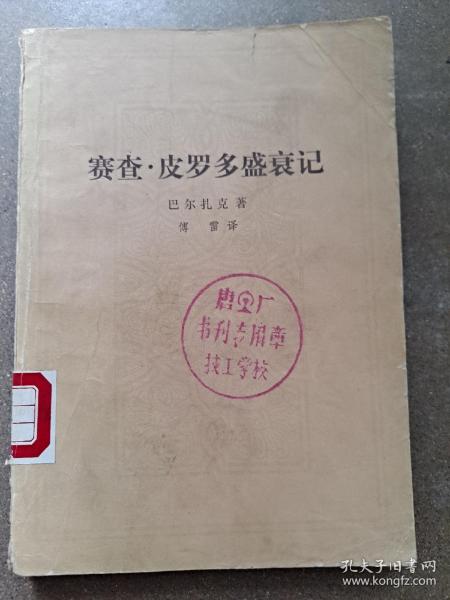 赛查·皮罗多盛衰记
巴尔扎克著
傅 雷译
书刊专用章
技工学校
孔夫子旧书网
www.kongfz.com